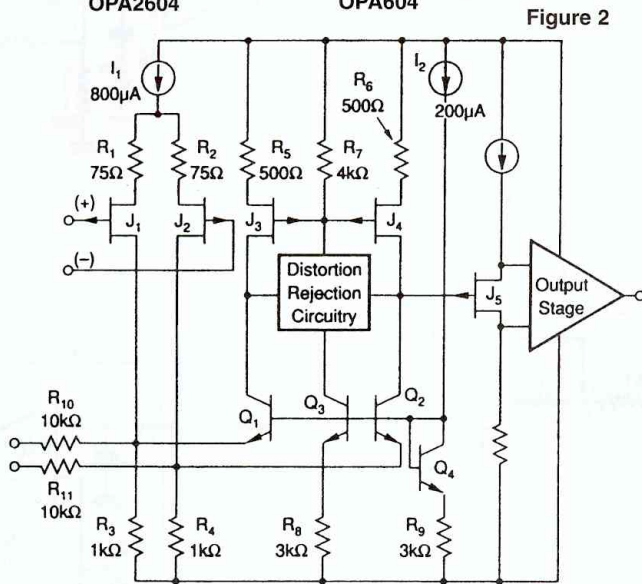 OPA2604
OPA604
Figure 2
I1
800µA
I2
200µA
R6
500Ω
R1
75Ω
R2
75Ω
R5
500Ω
R7
4kΩ
(+)
J1
J2
J3
J4
(−)
Distortion
Rejection
Circuitry
J5
Output
Stage
R10
10kΩ
Q1
Q3
Q2
Q4
R11
10kΩ
R3
1kΩ
R4
1kΩ
R8
3kΩ
R9
3kΩ